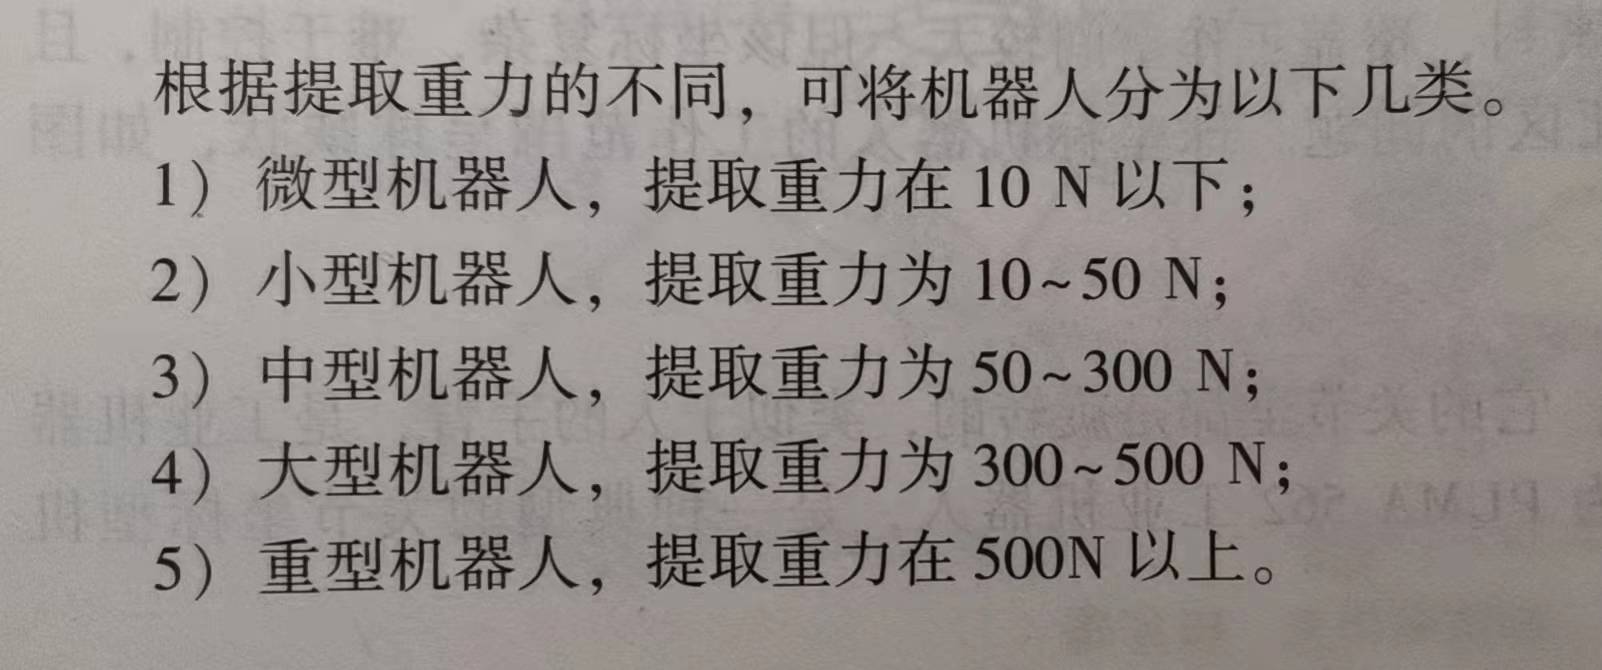 根据提取重力的不同，可将机器人分为以下几类。
1) 微型机器人，提取重力在 10 N 以下；
2) 小型机器人，提取重力为 10~50 N；
3) 中型机器人，提取重力为 50~300 N；
4) 大型机器人，提取重力为 300~500 N；
5) 重型机器人，提取重力在 500N 以上。